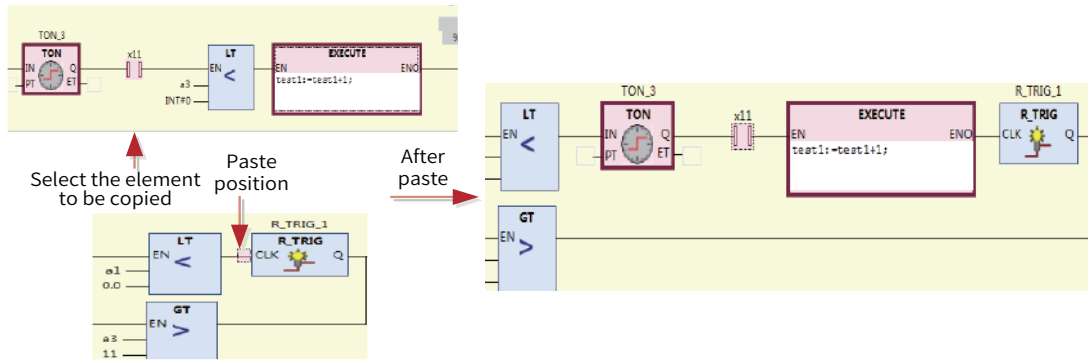 TON_3
TON
IN Q
PT ET
x11
LT
EN <
a3
INT#0
EXECUTE
EN ENO
test1:=test1+1;
9
Select the element
to be copied
Paste
position
After
paste
R_TRIG_1
LT
EN <
a1
0.0
R_TRIG
CLK Q
GT
EN >
a3
11
LT
EN <
TON_3
TON
IN Q
PT ET
x11
EXECUTE
EN ENO
test1:=test1+1;
R_TRIG_1
R_TRIG
CLK Q
GT
EN >